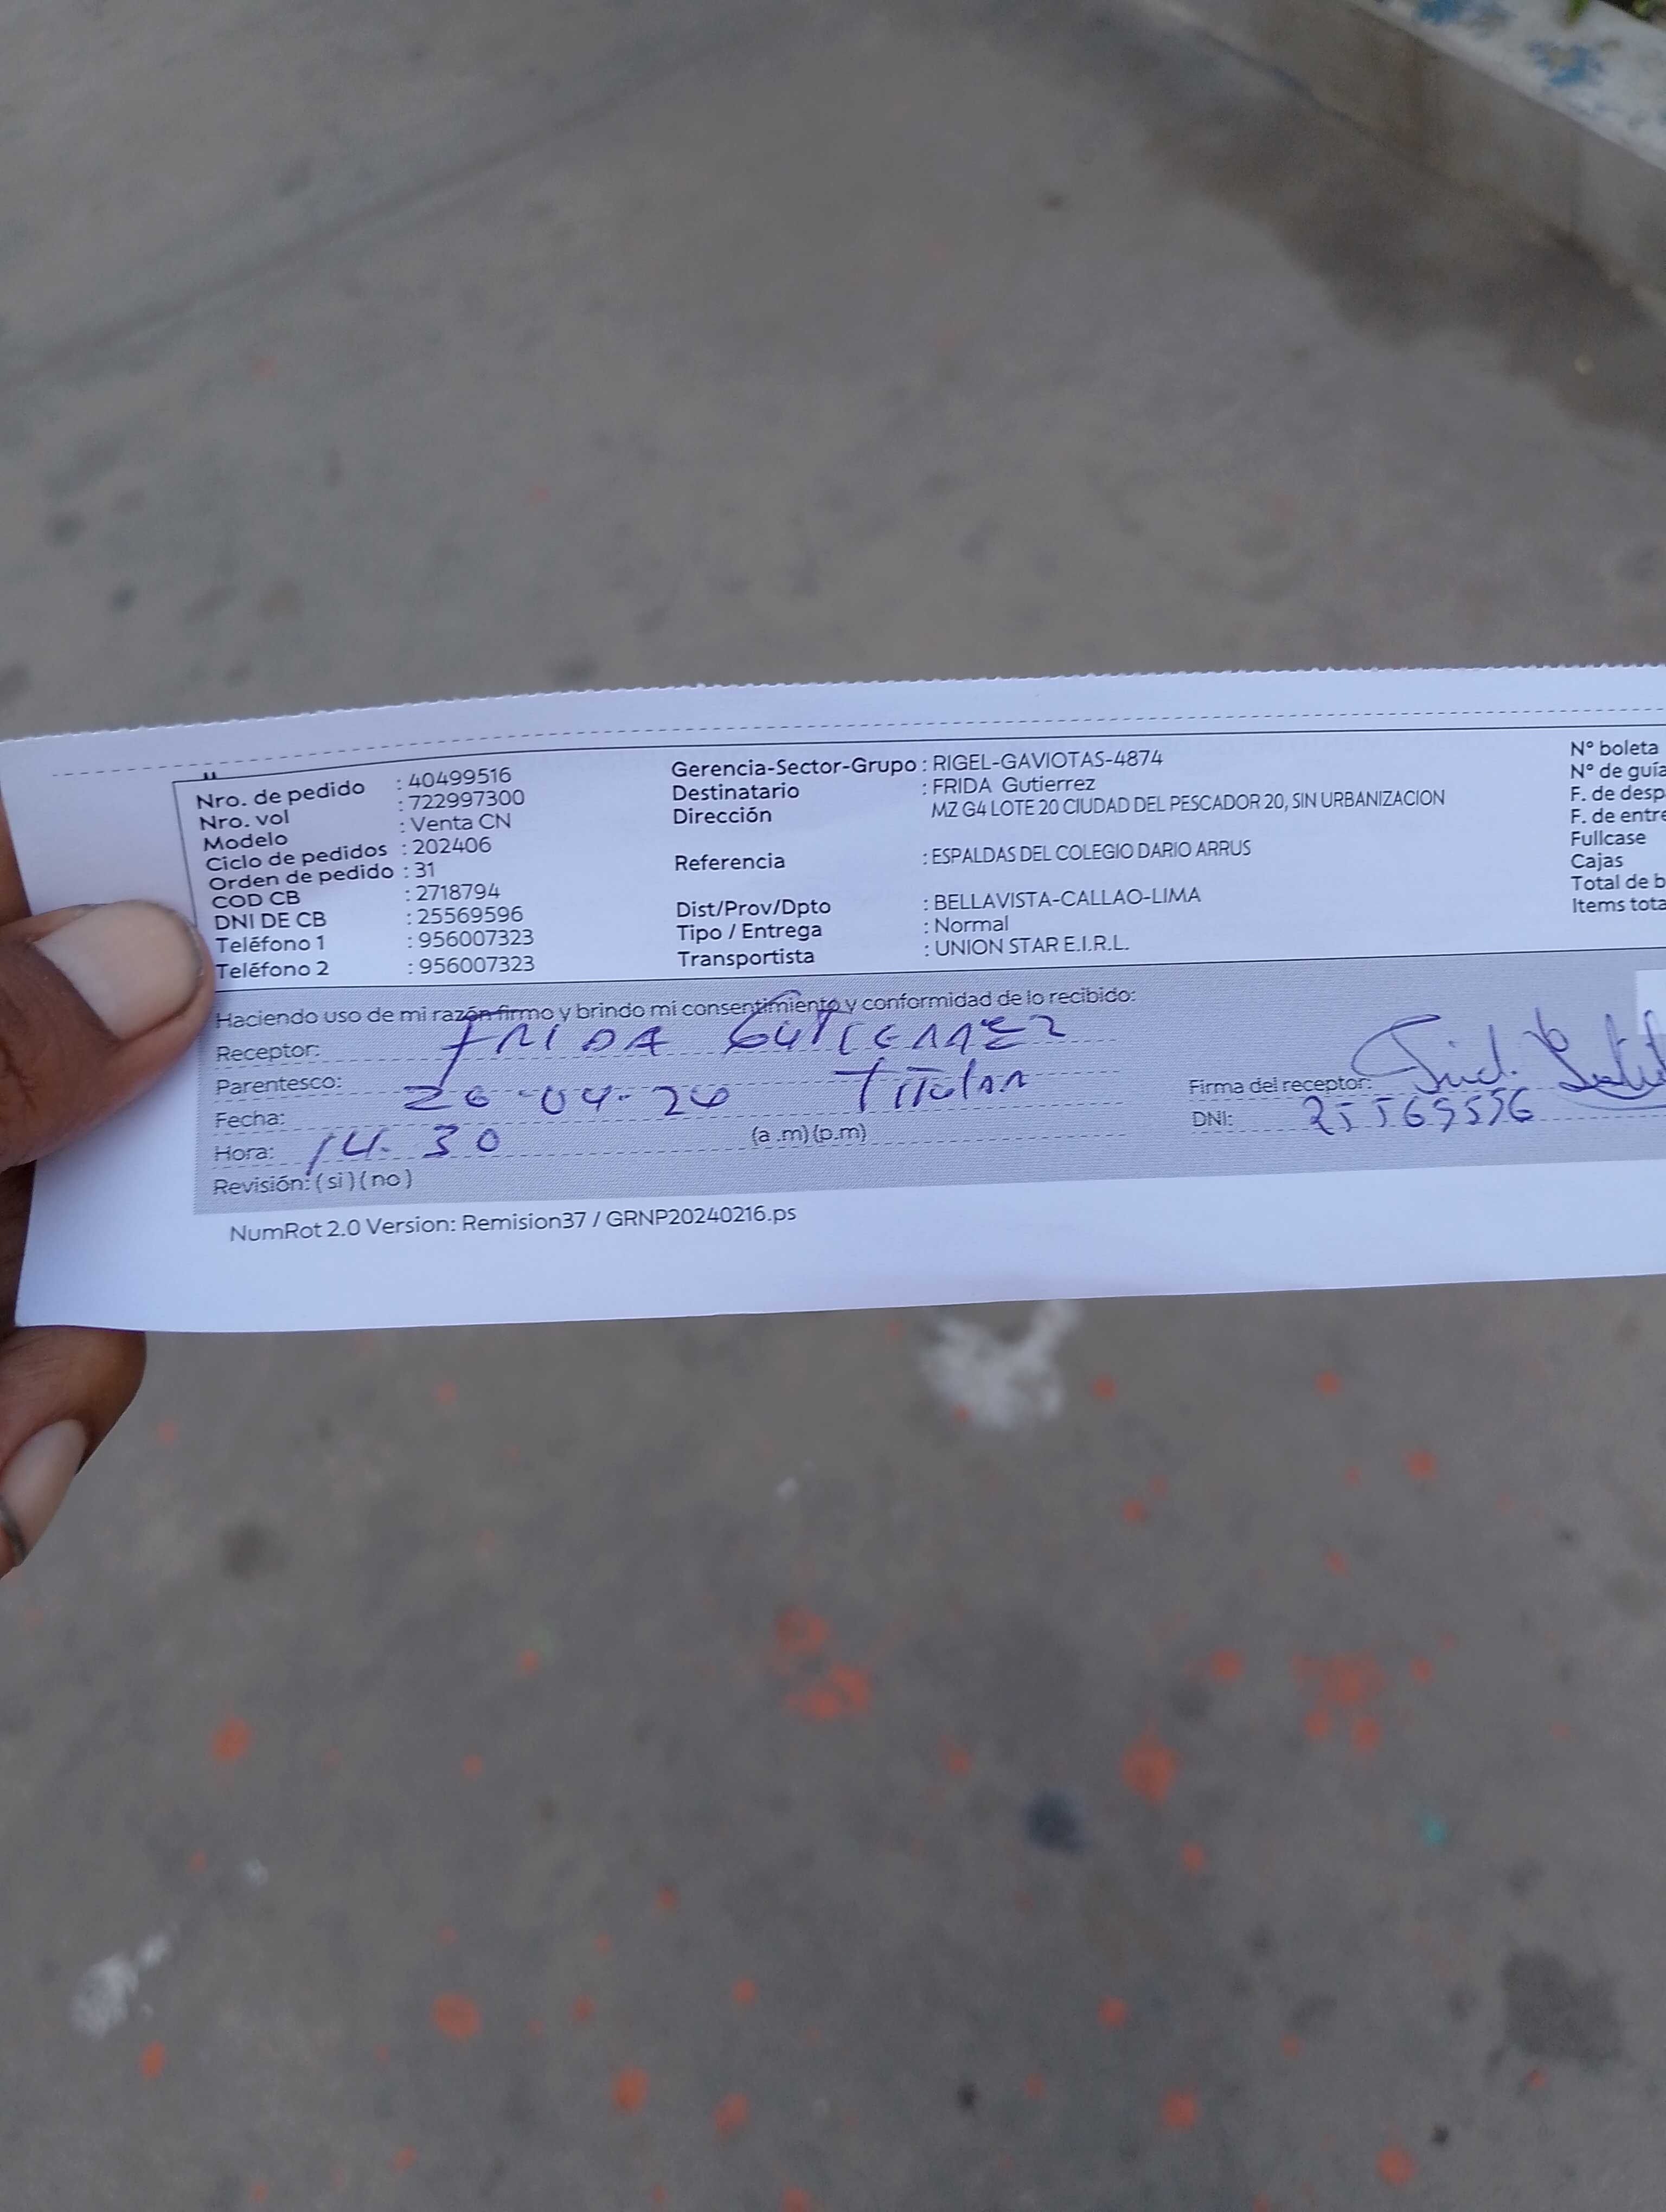 Nro. de pedido : 40499516
Nro. vol : 722997300
Modelo : Venta CN
Ciclo de pedidos : 202406
Orden de pedido : 31
COD CB : 2718794
DNI DE CB : 25569596
Teléfono 1 : 956007323
Teléfono 2 : 956007323
Gerencia-Sector-Grupo : RIGEL-GAVIOTAS-4874
Destinatario : FRIDA Gutierrez
Dirección MZ G4 LOTE 20 CIUDAD DEL PESCADOR 20, SIN URBANIZACION
Referencia : ESPALDAS DEL COLEGIO DARIO ARRUS
Dist/Prov/Dpto : BELLAVISTA-CALLAO-LIMA
Tipo / Entrega : Normal
Transportista : UNION STAR E.I.R.L.
N° boleta
N° de guía
F. de desp
F. de entre
Fullcase
Cajas
Total de b
Items tota
Haciendo uso de mi razón firmo y brindo mi consentimiento y conformidad de lo recibido:
Receptor: FRIDA GUTIERREZ
Parentesco: TITULAR
Fecha: 26-04-24
Hora: 14.30 (a .m)(p.m)
Revisión: (si)(no)
Firma del receptor:
DNI: 25569596
NumRot 2.0 Version: Remision37 / GRNP20240216.ps